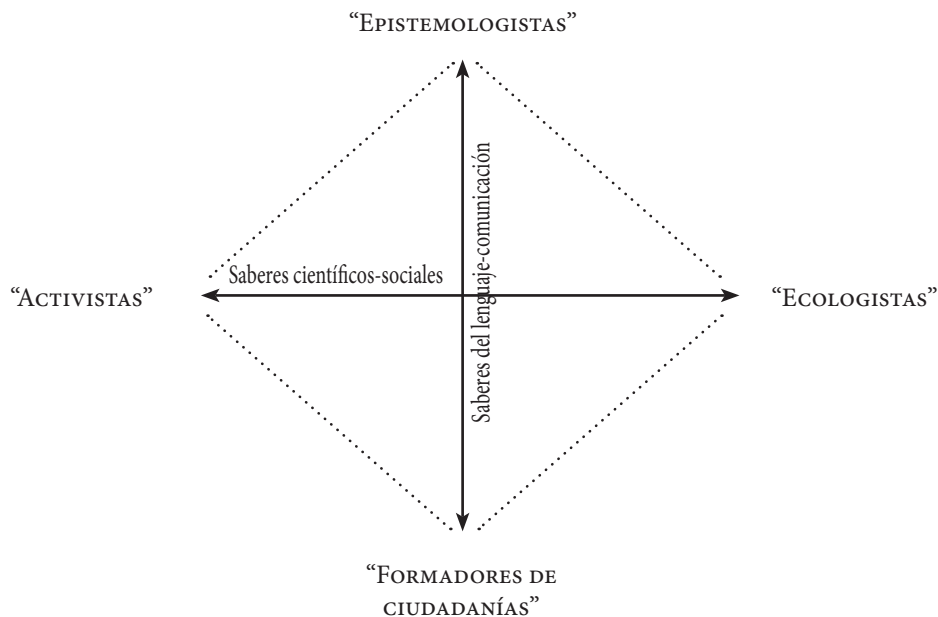 “Epistemologistas”
Saberes del lenguaje-comunicación
Saberes científicos-sociales
“Activistas”
“Ecologistas”
“Formadores de
ciudadanías”